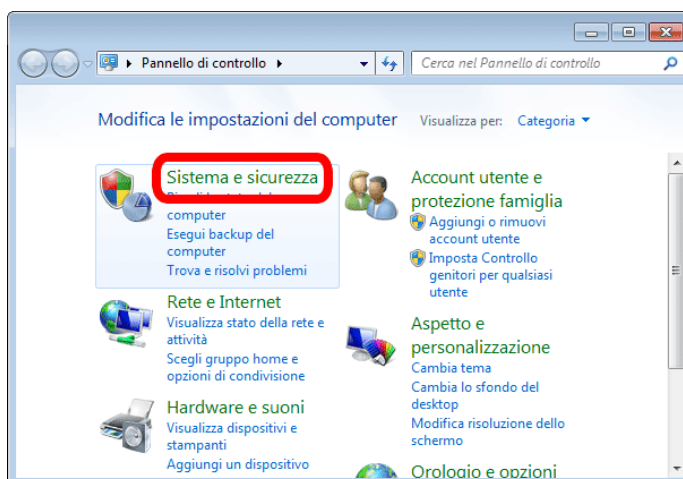 Pannello di controllo
Cerca nel Pannello di controllo
Modifica le impostazioni del computer
Visualizza per: Categoria
Sistema e sicurezza
computer
Esegui backup del
computer
Trova e risolvi problemi
Rete e Internet
Visualizza stato della rete e
attività
Scegli gruppo home e
opzioni di condivisione
Hardware e suoni
Visualizza dispositivi e
stampanti
Aggiungi un dispositivo
Account utente e
protezione famiglia
Aggiungi o rimuovi
account utente
Imposta Controllo
genitori per qualsiasi
utente
Aspetto e
personalizzazione
Cambia tema
Cambia lo sfondo del
desktop
Modifica risoluzione dello
schermo
Orologio e opzioni